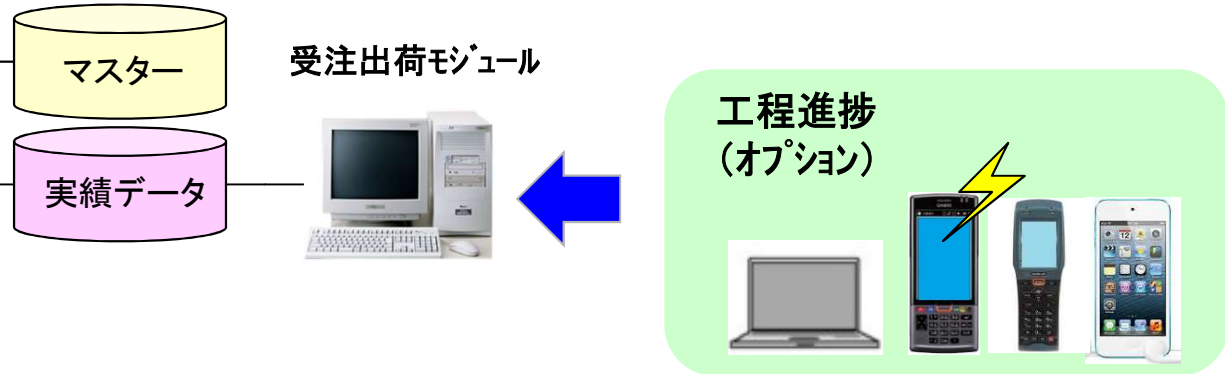 マスター
受注出荷ﾓｼﾞｭｰﾙ
工程進捗
（ｵﾌﾟｼｮﾝ）
実績データ